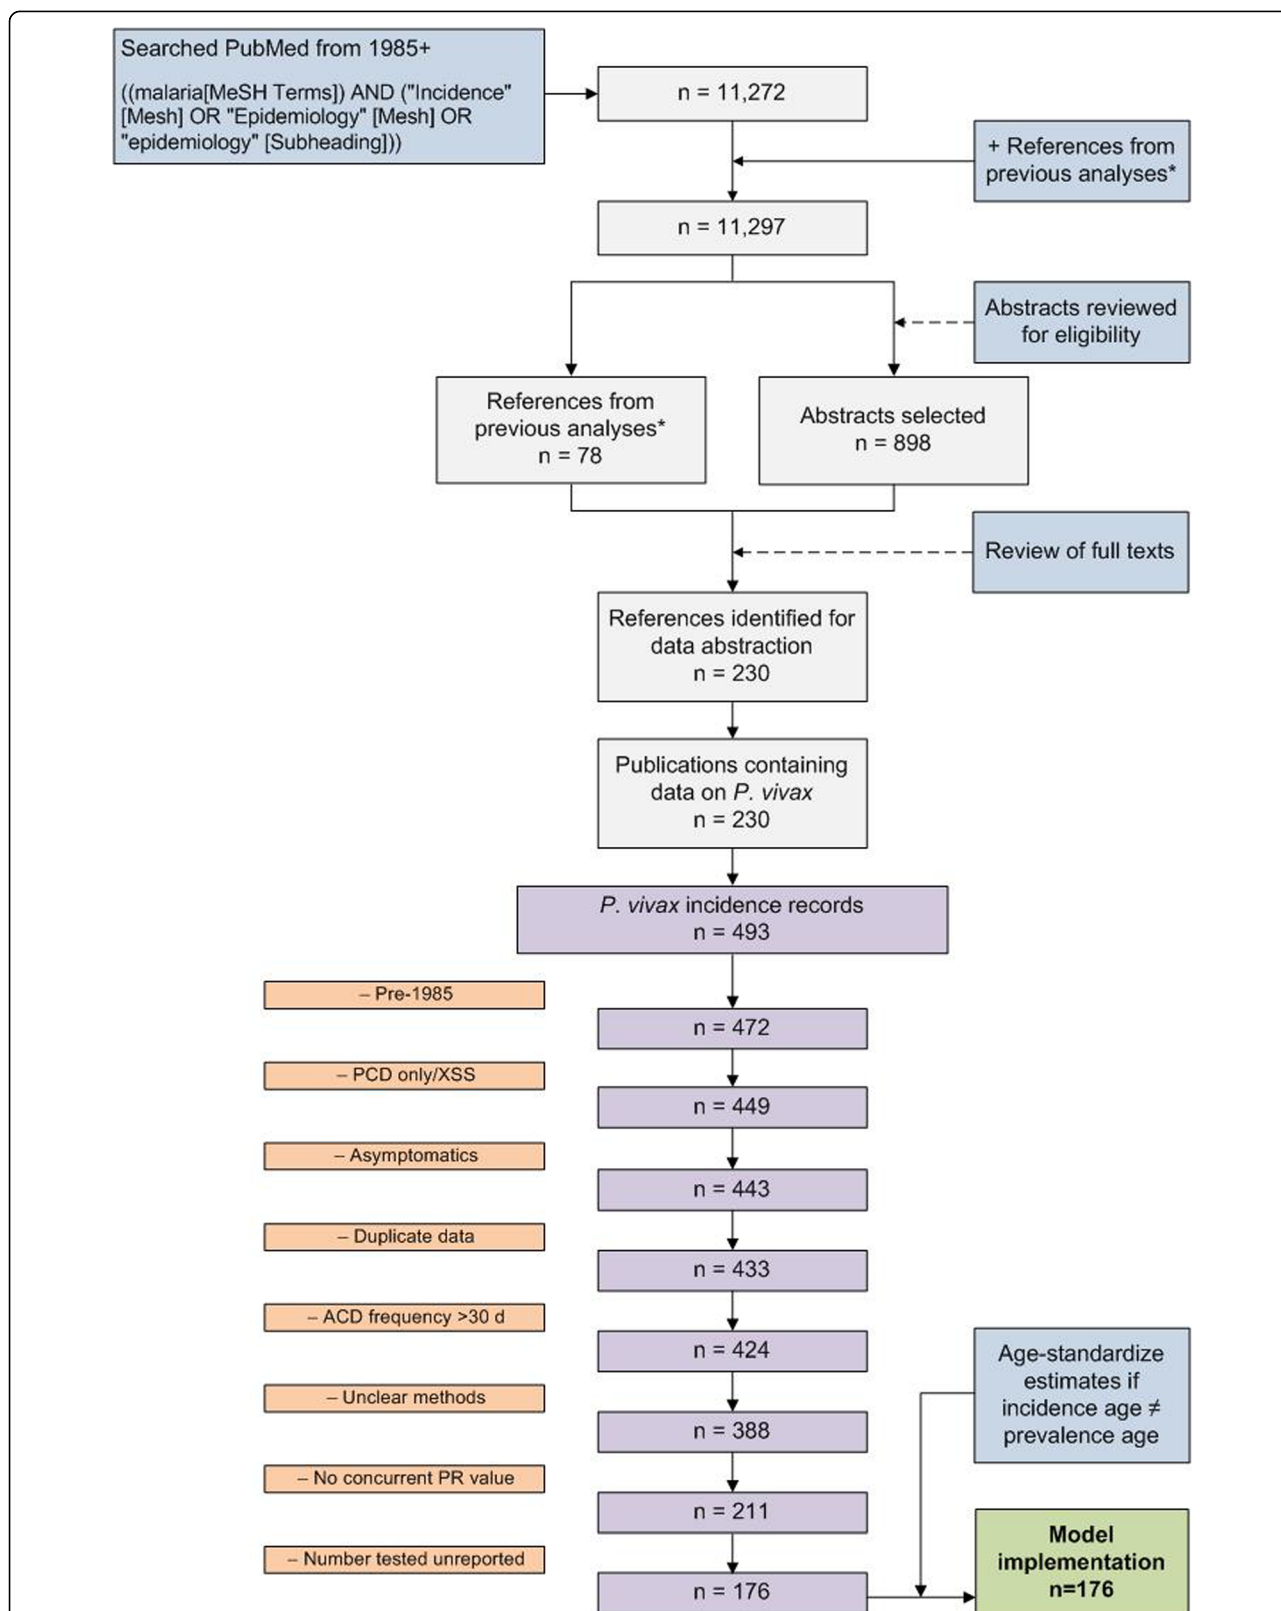 Searched PubMed from 1985+
((malaria[MeSH Terms]) AND ("Incidence"
[Mesh] OR "Epidemiology" [Mesh] OR
"epidemiology" [Subheading]))
n = 11,272
+ References from
previous analyses*
n = 11,297
Abstracts reviewed
for eligibility
References from
previous analyses*
n = 78
Abstracts selected
n = 898
Review of full texts
References identified for
data abstraction
n = 230
Publications containing
data on P. vivax
n = 230
P. vivax incidence records
n = 493
– Pre-1985
n = 472
– PCD only/XSS
n = 449
– Asymptomatics
n = 443
– Duplicate data
n = 433
– ACD frequency >30 d
n = 424
Age-standardize
estimates if
incidence age ≠
prevalence age
– Unclear methods
n = 388
– No concurrent PR value
n = 211
– Number tested unreported
n = 176
Model
implementation
n=176